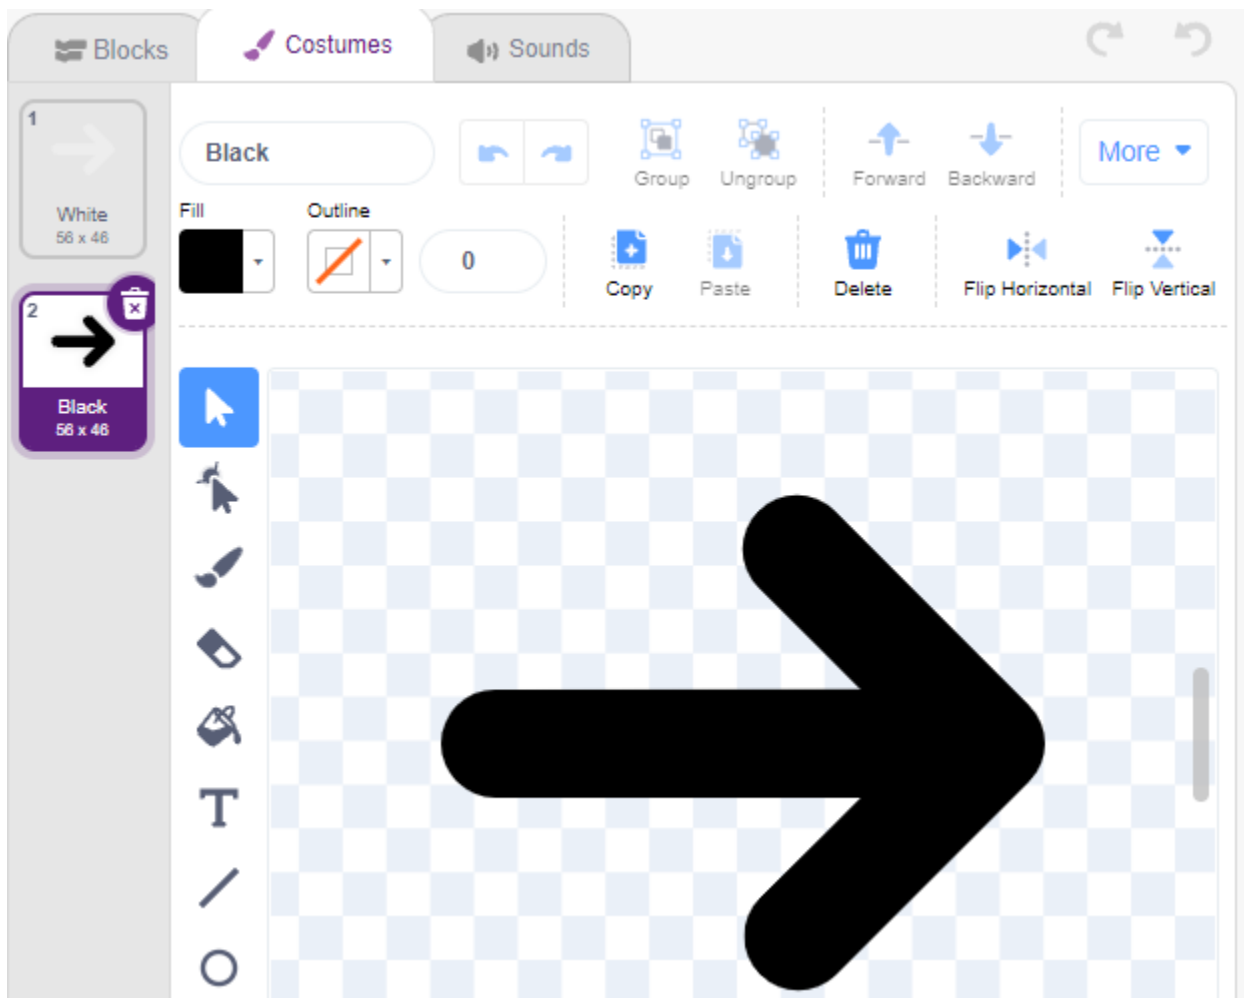 Blocks
Costumes
Sounds
1
White
56 x 46
2
Black
56 x 46
Black
Group
Ungroup
Forward
Backward
More
Fill
Outline
0
Copy
Paste
Delete
Flip Horizontal
Flip Vertical
T